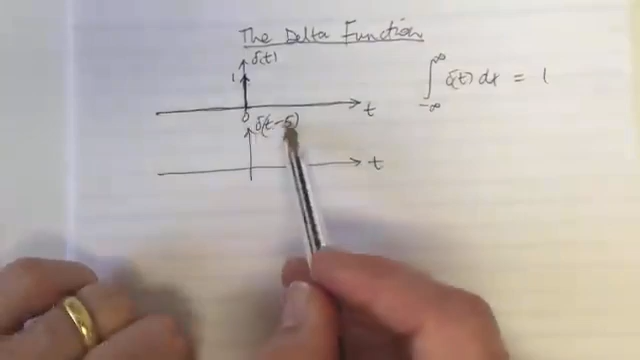 The Delta Function
δ(t)
1
t
0
∫_{-∞}^{∞} δ(t) dt = 1
δ(t-5)
t